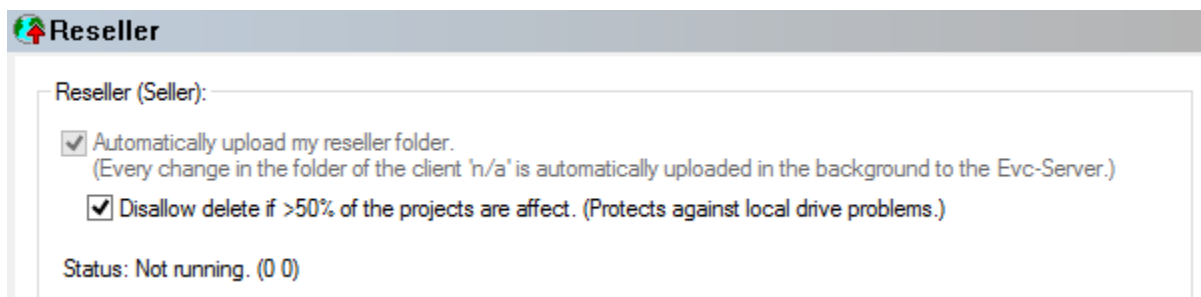 Reseller
Reseller (Seller):
Automatically upload my reseller folder.
(Every change in the folder of the client 'n/a' is automatically uploaded in the background to the Evc-Server.)
Disallow delete if >50% of the projects are affect. (Protects against local drive problems.)
Status: Not running. (0 0)